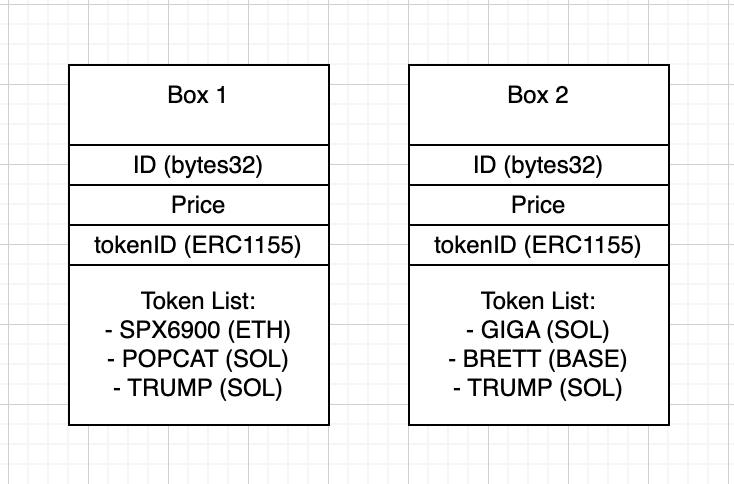 Box 1
ID (bytes32)
Price
tokenID (ERC1155)
Token List:
- SPX6900 (ETH)
- POPCAT (SOL)
- TRUMP (SOL)
Box 2
ID (bytes32)
Price
tokenID (ERC1155)
Token List:
- GIGA (SOL)
- BRETT (BASE)
- TRUMP (SOL)